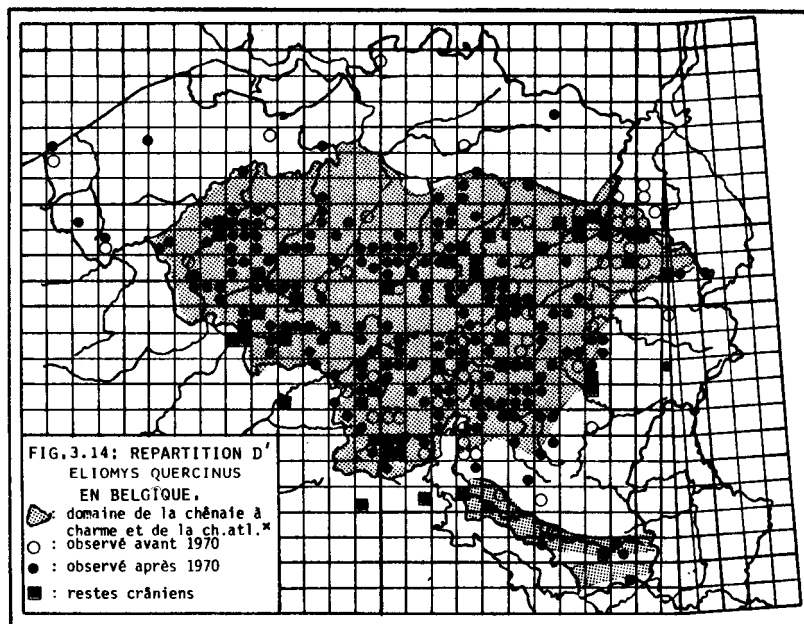 FIG.3.14: REPARTITION D'
ELIOMYS QUERCINUS
EN BELGIQUE.
: domaine de la chênaie à
charme et de la ch.atl.*
: observé avant 1970
: observé après 1970
: restes crâniens